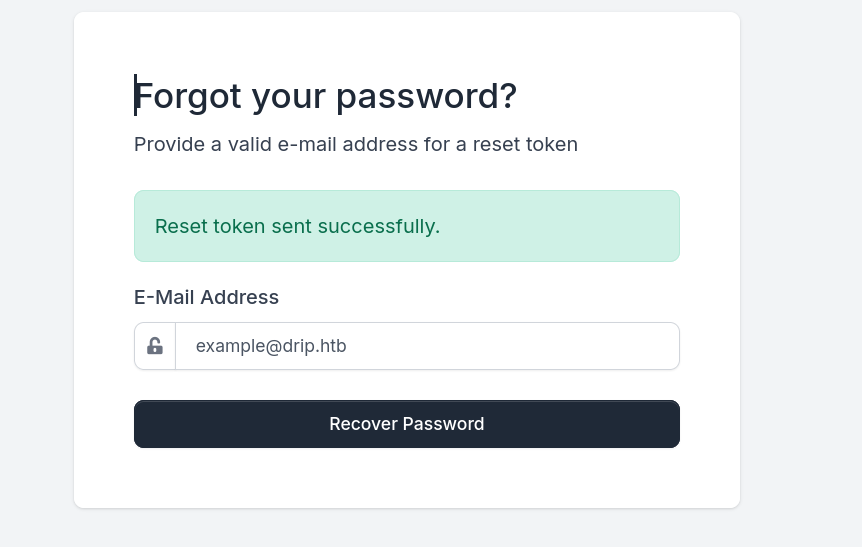 Forgot your password?
Provide a valid e-mail address for a reset token
Reset token sent successfully.
E-Mail Address
example@drip.htb
Recover Password